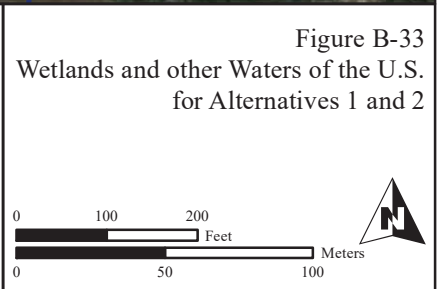 Figure B-33
Wetlands and other Waters of the U.S.
for Alternatives 1 and 2
0 100 200
Feet
N
Meters
0 50 100